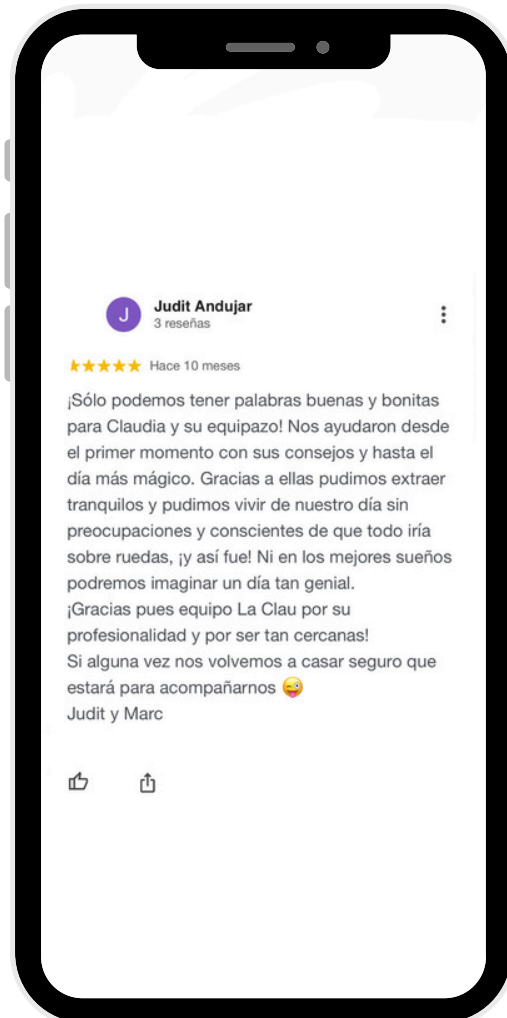 J
Judit Andujar
3 reseñas
Hace 10 meses
¡Sólo podemos tener palabras buenas y bonitas
para Claudia y su equipazo! Nos ayudaron desde
el primer momento con sus consejos y hasta el
día más mágico. Gracias a ellas pudimos extraer
tranquilos y pudimos vivir de nuestro día sin
preocupaciones y conscientes de que todo iría
sobre ruedas, ¡y así fue! Ni en los mejores sueños
podremos imaginar un día tan genial.
¡Gracias pues equipo La Clau por su
profesionalidad y por ser tan cercanas!
Si alguna vez nos volvemos a casar seguro que
estará para acompañarnos 😜
Judit y Marc